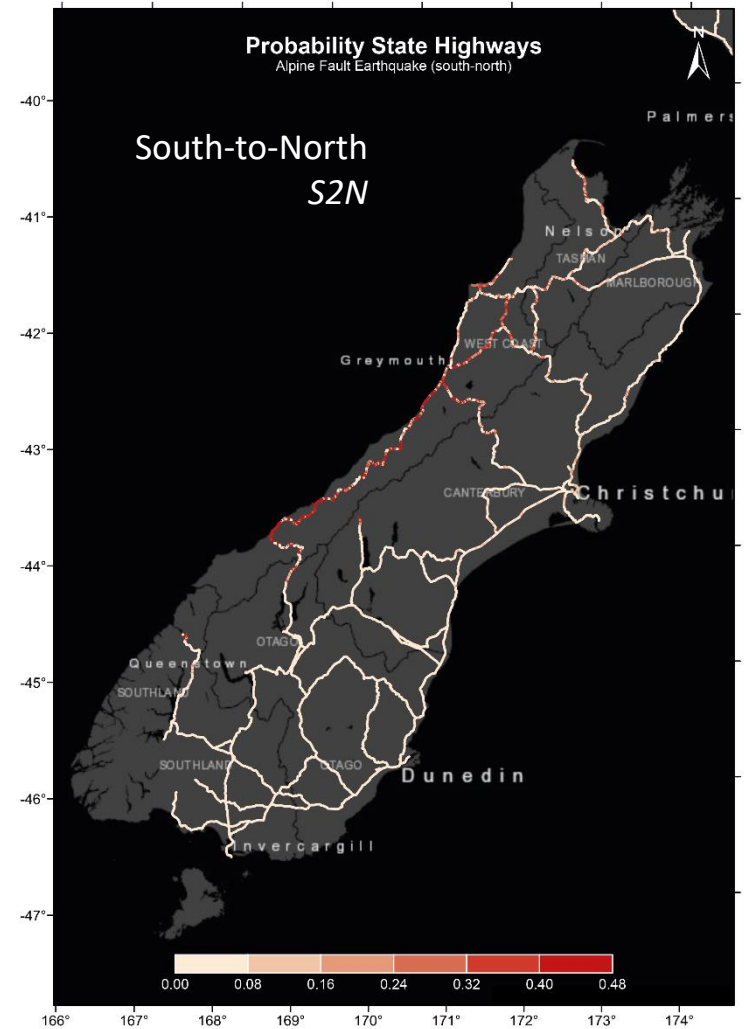 Probability State Highways
Alpine Fault Earthquake (south-north)
N
South-to-North
S2N
-40°
-41°
-42°
-43°
-44°
-45°
-46°
-47°
Palmers
Nelson
TASMAN
MARLBOROUGH
WEST COAST
Greymouth
CANTERBURY
Christchu
OTAGO
Queenstown
SOUTHLAND
SOUTHLAND
OTAGO
Dunedin
Invercargill
0.00 0.08 0.16 0.24 0.32 0.40 0.48
166° 167° 168° 169° 170° 171° 172° 173° 174°